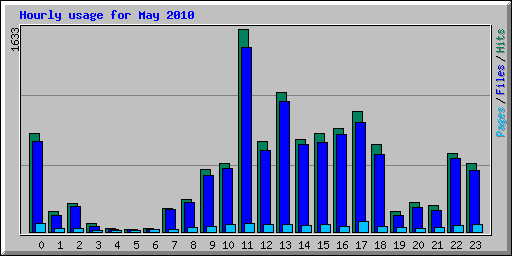 Hourly usage for May 2010
1633
Pages / Files / Hits
0 1 2 3 4 5 6 7 8 9 10 11 12 13 14 15 16 17 18 19 20 21 22 23